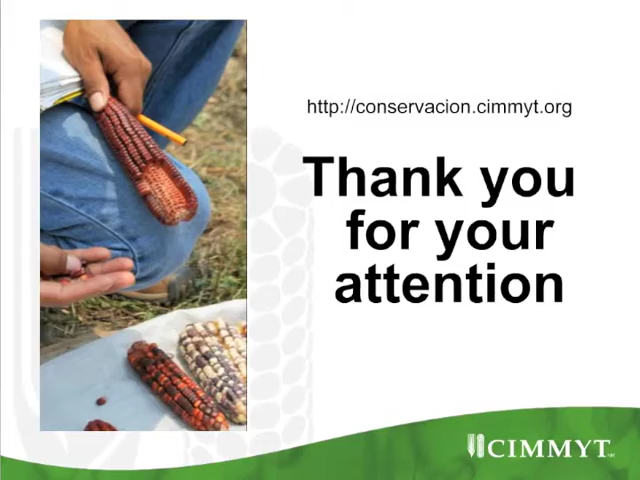 http://conservacion.cimmyt.org
Thank you
for your
attention
CIMMYT